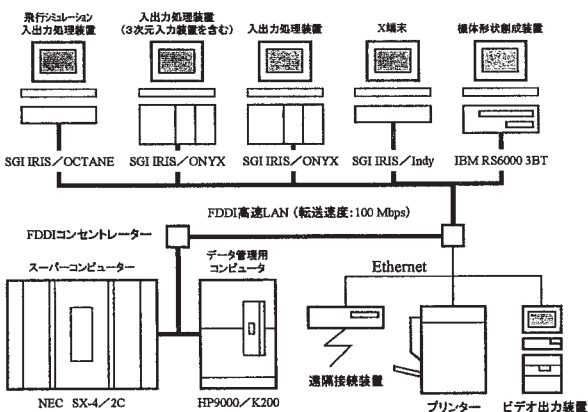 飛行シミュレーション
入出力処理装置
入出力処理装置
(3次元入力装置を含む)
入出力処理装置
X端末
機体形状創成装置
SGI IRIS/OCTANE
SGI IRIS/ONYX
SGI IRIS/ONYX
SGI IRIS/Indy
IBM RS6000 3BT
FDDI高速LAN (転送速度:100 Mbps)
FDDIコンセントレーター
スーパーコンピューター
データ管理用
コンピュータ
Ethernet
遠隔接続装置
NEC SX-4/2C
HP9000/K200
プリンター
ビデオ出力装置